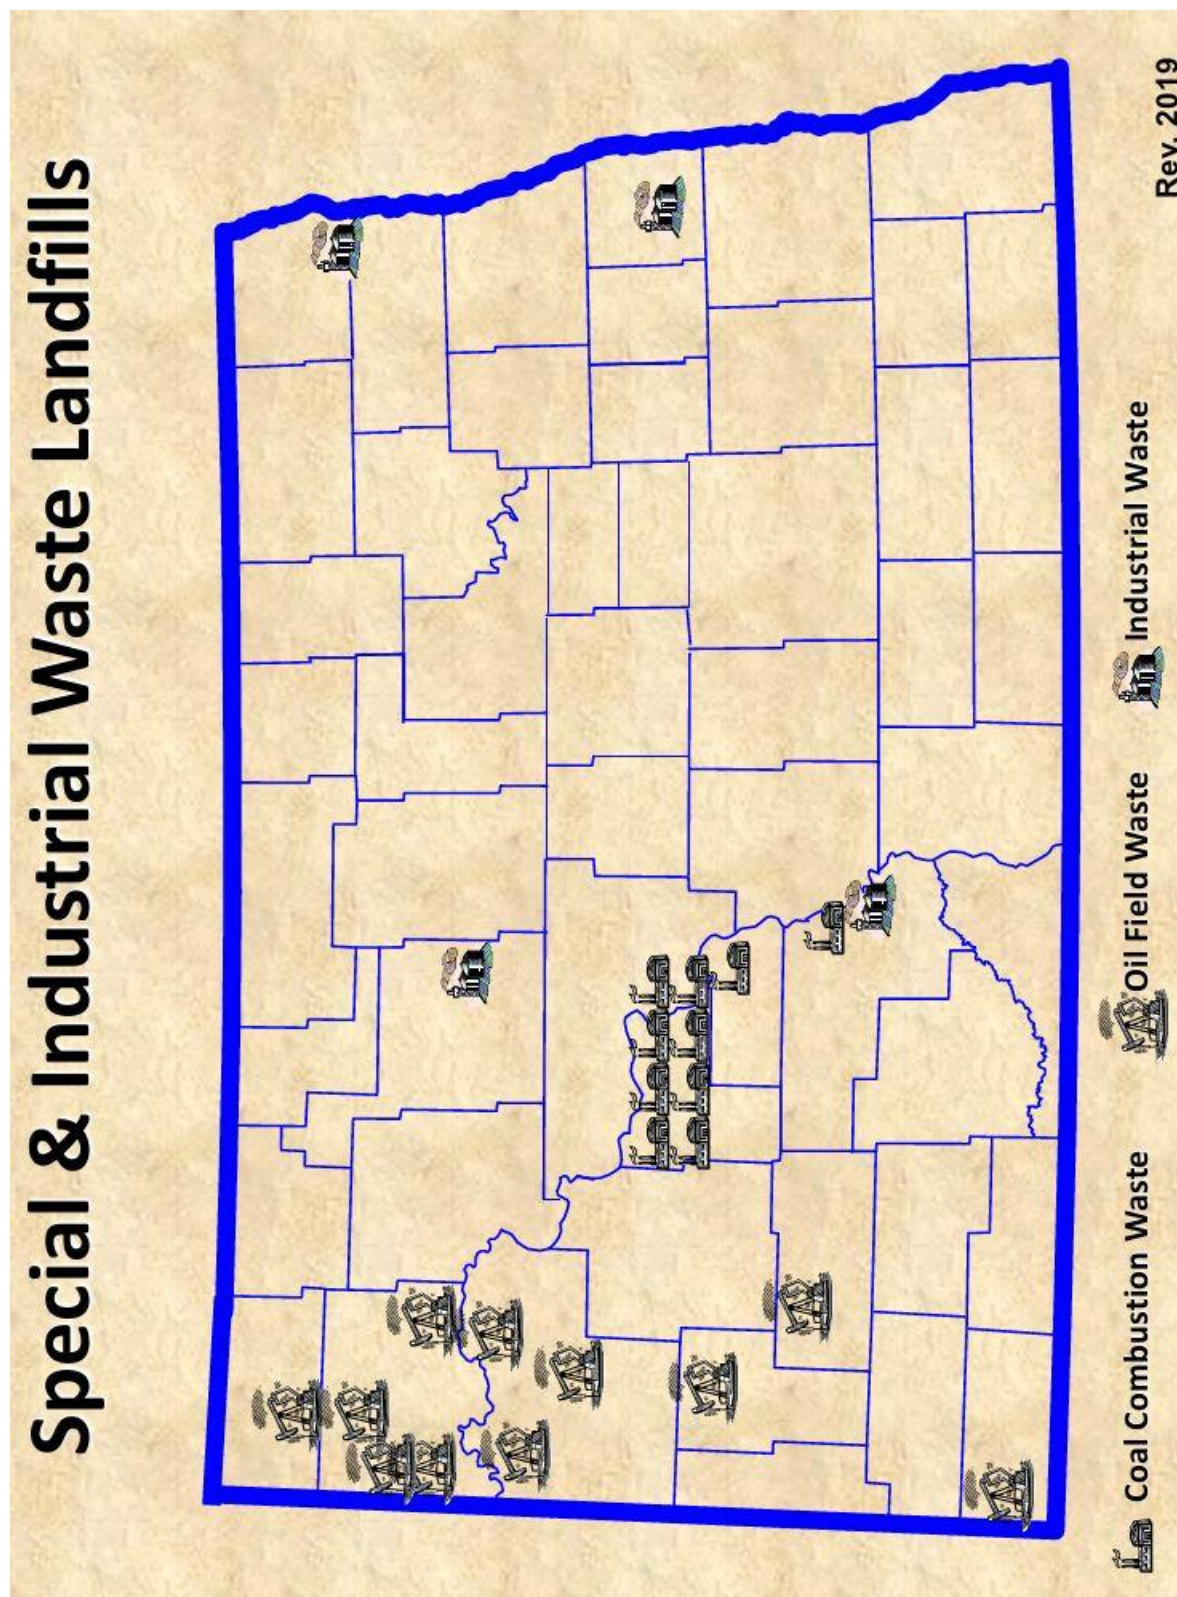 Special & Industrial Waste Landfills
Coal Combustion Waste
Oil Field Waste
Industrial Waste
Rev. 2019